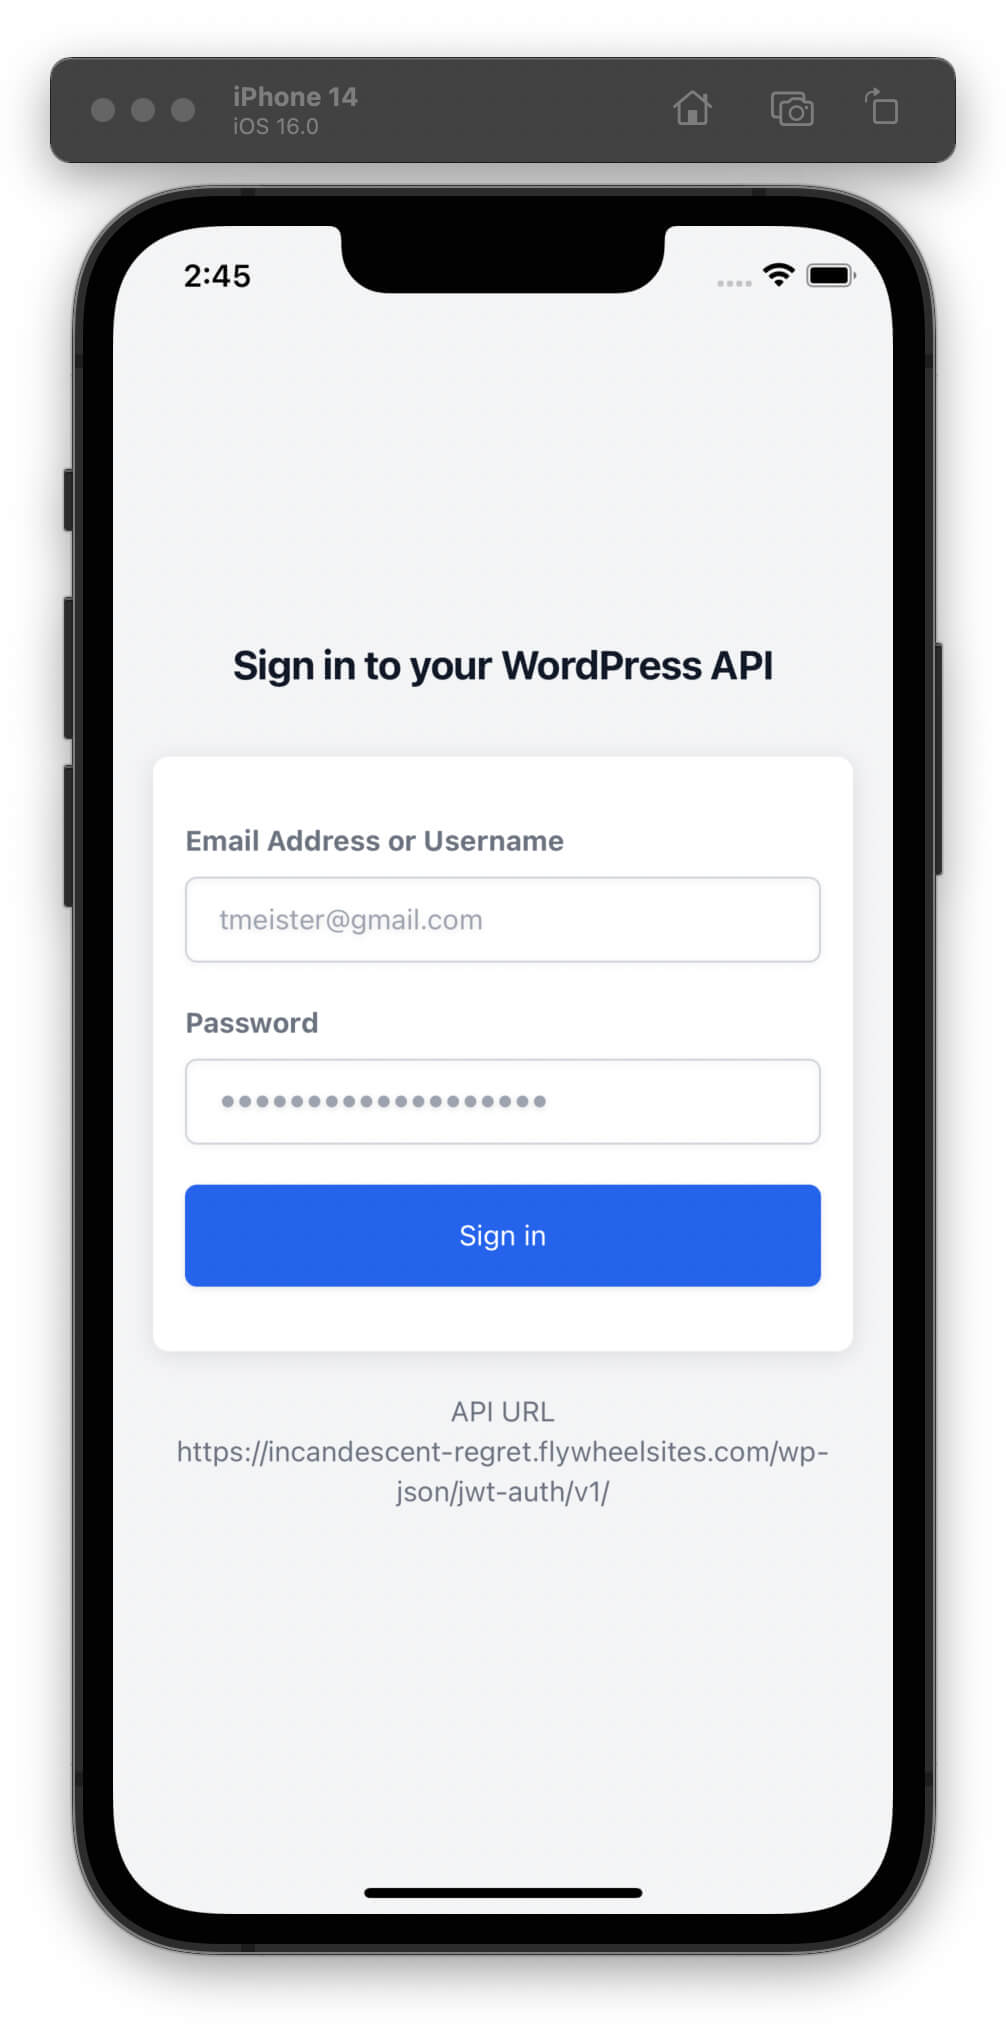 iPhone 14
iOS 16.0
2:45
Sign in to your WordPress API
Email Address or Username
tmeister@gmail.com
Password
•••••••••••••••••••
Sign in
API URL
https://incandescent-regret.flywheelsites.com/wp-
json/jwt-auth/v1/